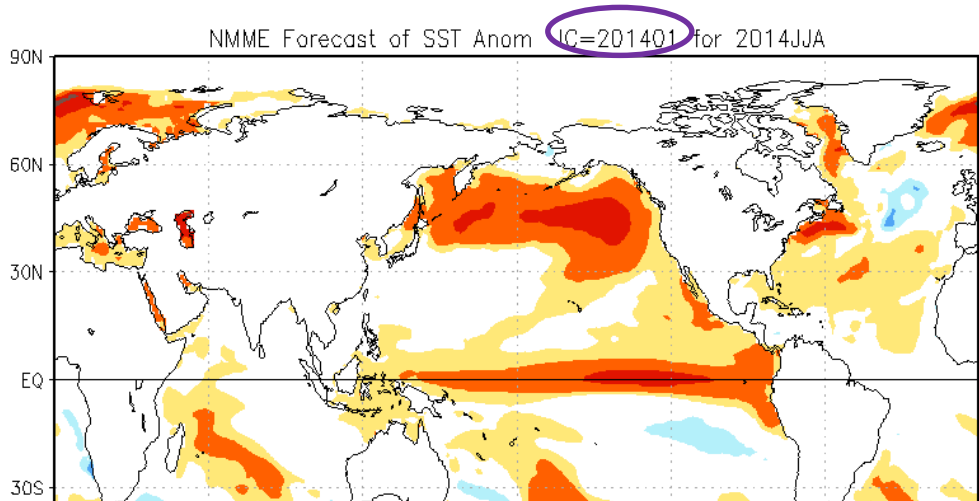 NMME Forecast of SST Anom IC=201401 for 2014JJA
90N
60N
30N
EQ
30S